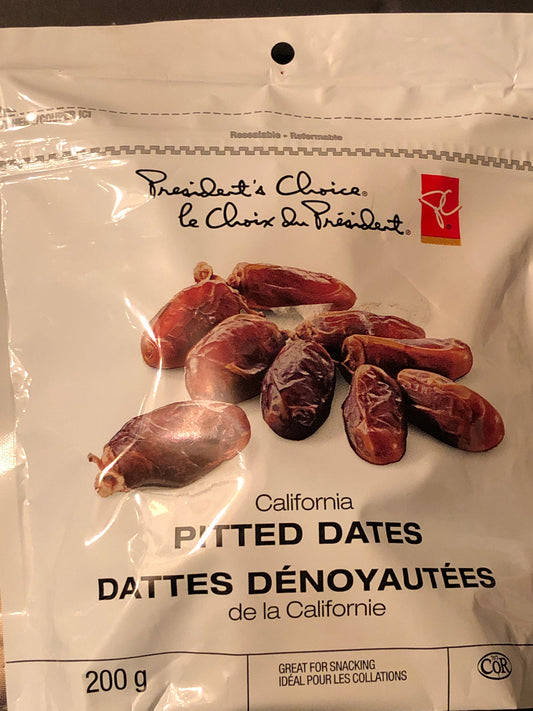 Resealable - Refermable
President's Choice®
le Choix du Président®
PC®
California
PITTED DATES
DATTES DÉNOYAUTÉES
de la Californie
200 g
GREAT FOR SNACKING
IDÉAL POUR LES COLLATIONS
COR